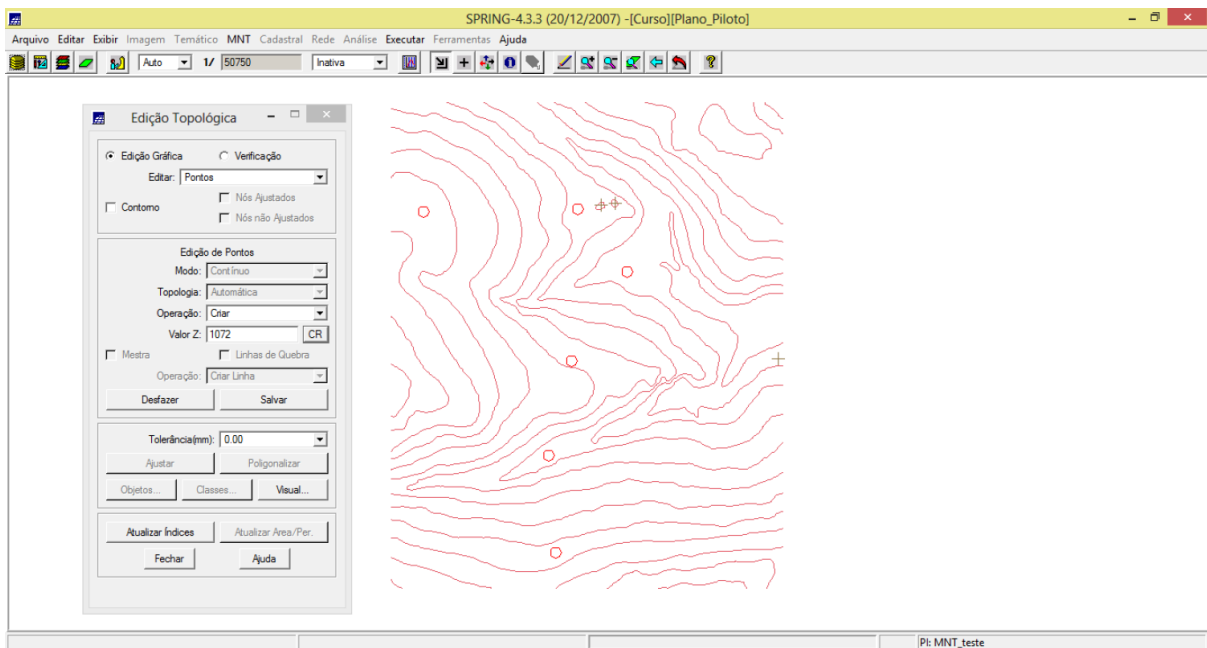 SPRING-4.3.3 (20/12/2007) -[Curso][Plano_Piloto]
Arquivo Editar Exibir Imagem Temático MNT Cadastral Rede Análise Executar Ferramentas Ajuda
Auto 1/ 50750 Inativa
Edição Topológica
Edição Gráfica Verificação
Editar: Pontos
Contorno Nós Ajustados
Nós não Ajustados
Edição de Pontos
Modo: Contínuo
Topologia: Automática
Operação: Criar
Valor Z: 1072 CR
Mestra Linhas de Quebra
Operação: Criar Linha
Desfazer Salvar
Tolerância(mm): 0.00
Ajustar Poligonalizar
Objetos... Classes... Visual...
Atualizar Índices Atualizar Area/Per.
Fechar Ajuda
PI: MNT_teste